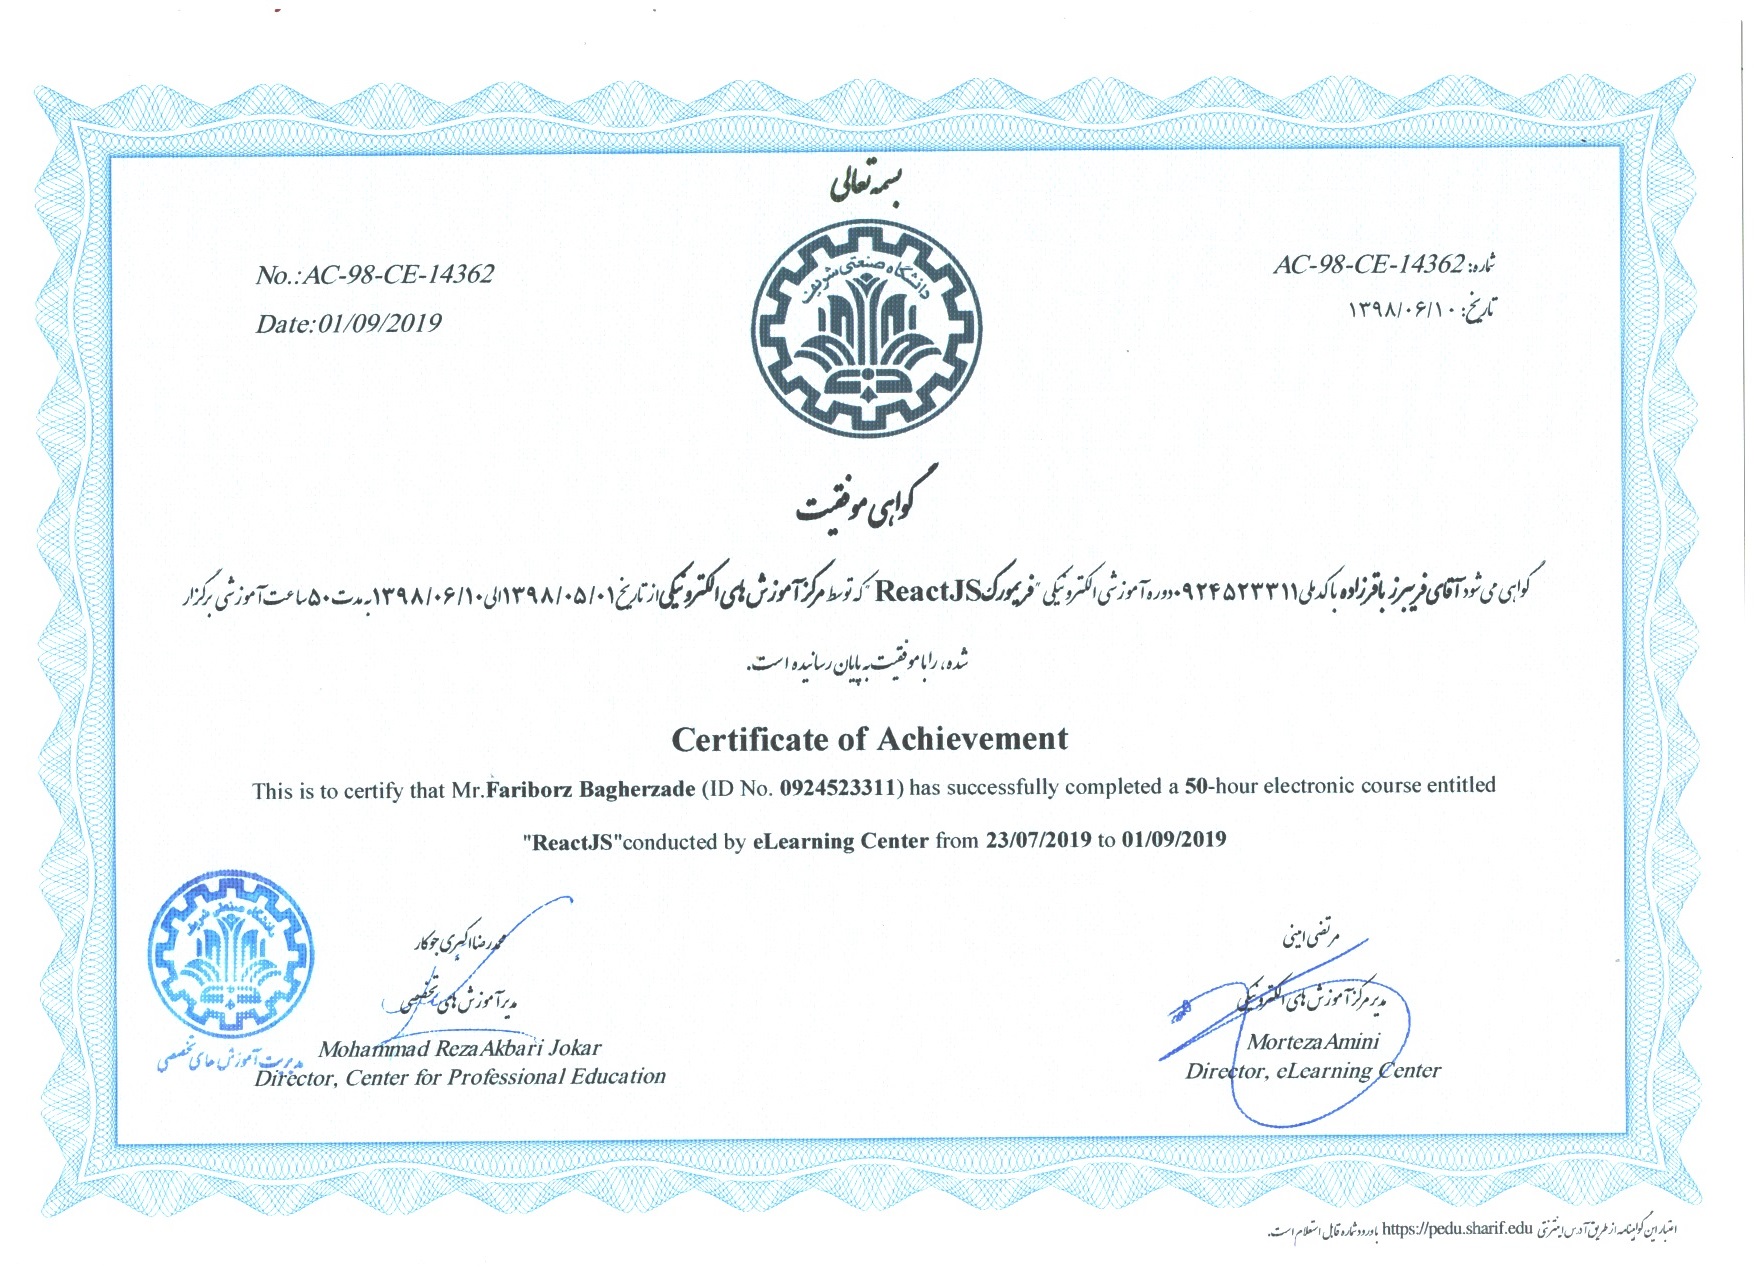 بسمه تعالی
دانشگاه صنعتی شریف
No.:AC-98-CE-14362
Date:01/09/2019
شماره: AC-98-CE-14362
تاریخ: ۱۳۹۸/۰۶/۱۰
گواهی موفقیت
گواهی می شود آقای فریبرز باقرزاده با کد ملی ۰۹۲۴۵۲۳۳۱۱ دوره آموزشی الکترونیکی "فریمورک ReactJS" که توسط مرکز آموزش های الکترونیکی از تاریخ ۱۳۹۸/۰۵/۰۱ الی ۱۳۹۸/۰۶/۱۰ به مدت ۵۰ ساعت آموزشی برگزار
شده، را با موفقیت به پایان رسانیده است.
Certificate of Achievement
This is to certify that Mr.Fariborz Bagherzade (ID No. 0924523311) has successfully completed a 50-hour electronic course entitled
"ReactJS"conducted by eLearning Center from 23/07/2019 to 01/09/2019
مرتضی امینی
مدیر مرکز آموزش های الکترونیکی
Morteza Amini
Director, eLearning Center
محمدرضا اکبری جوکار
مدیر آموزش های تخصصی
Mohammad Reza Akbari Jokar
Director, Center for Professional Education
دانشگاه صنعتی شریف
مدیریت آموزش های تخصصی
اعتبار این گواهینامه از طریق آدرس اینترنتی https://pedu.sharif.edu با ورود شماره قابل استعلام است.